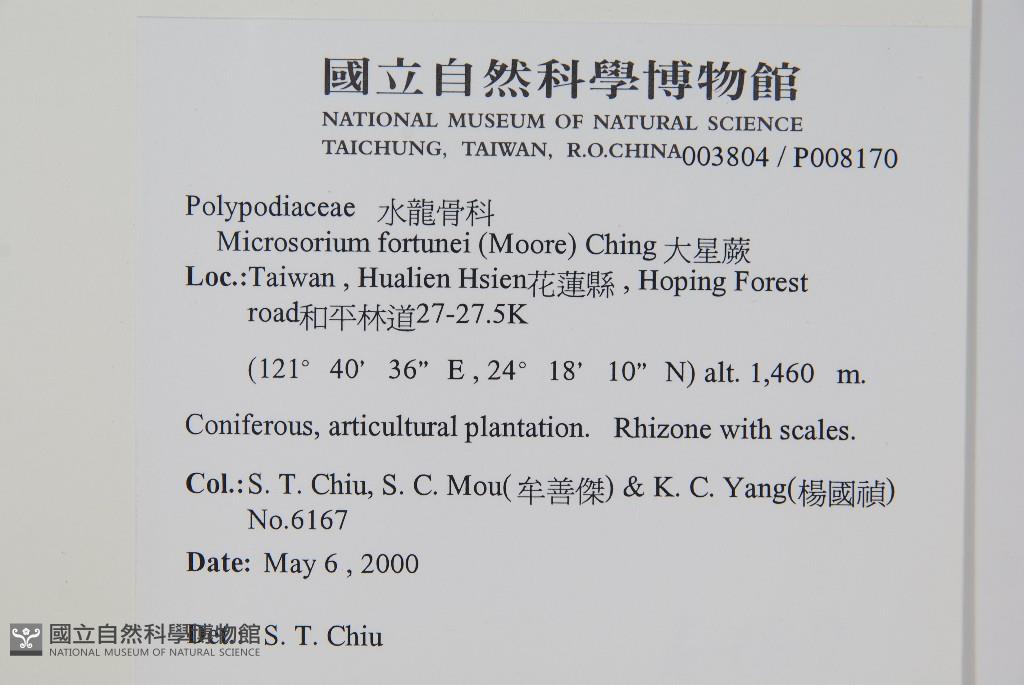 國立自然科學博物館
NATIONAL MUSEUM OF NATURAL SCIENCE
TAICHUNG, TAIWAN, R.O.CHINA003804 / P008170
Polypodiaceae 水龍骨科
Microsorium fortunei (Moore) Ching 大星蕨
Loc.:Taiwan , Hualien Hsien花蓮縣 , Hoping Forest
road和平林道27-27.5K
(121° 40’ 36” E , 24° 18’ 10” N) alt. 1,460 m.
Coniferous, articultural plantation. Rhizone with scales.
Col.: S. T. Chiu, S. C. Mou( 牟善傑) & K. C. Yang(楊國禎)
No.6167
Date: May 6 , 2000
Det.: S. T. Chiu
國立自然科學博物館
NATIONAL MUSEUM OF NATURAL SCIENCE